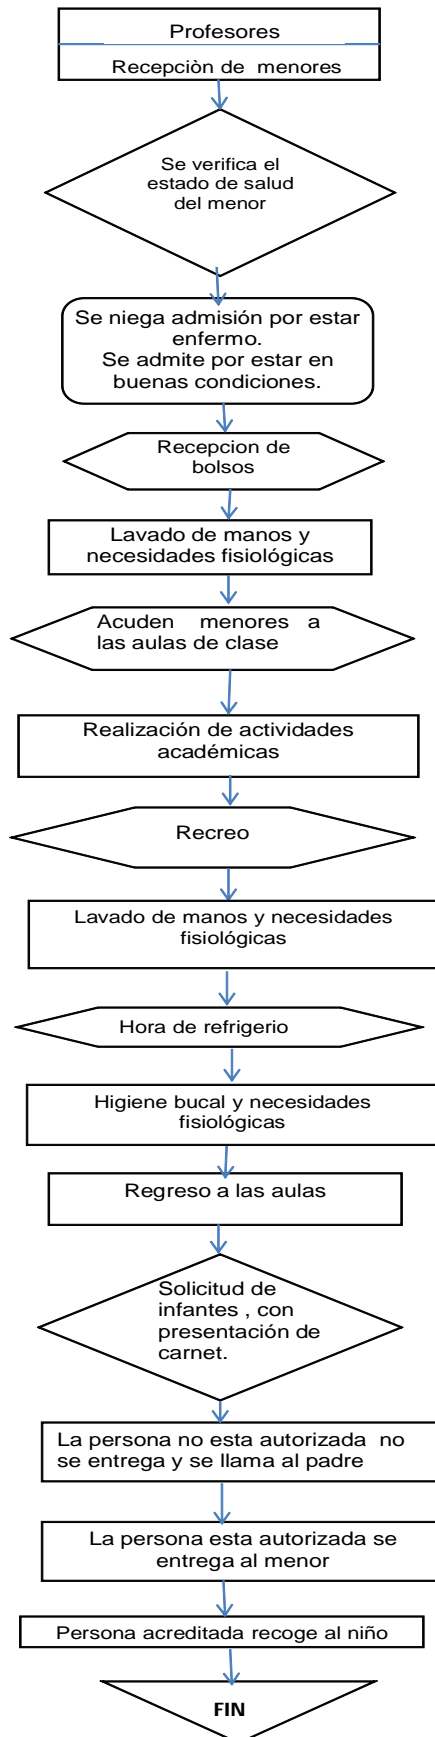 Profesores
Recepciòn de menores
Se verifica el
estado de salud
del menor
Se niega admisión por estar
enfermo.
Se admite por estar en
buenas condiciones.
Recepcion de
bolsos
Lavado de manos y
necesidades fisiológicas
Acuden menores a
las aulas de clase
Realización de actividades
académicas
Recreo
Lavado de manos y necesidades
fisiológicas
Hora de refrigerio
Higiene bucal y necesidades
fisiológicas
Regreso a las aulas
Solicitud de
infantes , con
presentación de
carnet.
La persona no esta autorizada no
se entrega y se llama al padre
La persona esta autorizada se
entrega al menor
Persona acreditada recoge al niño
FIN